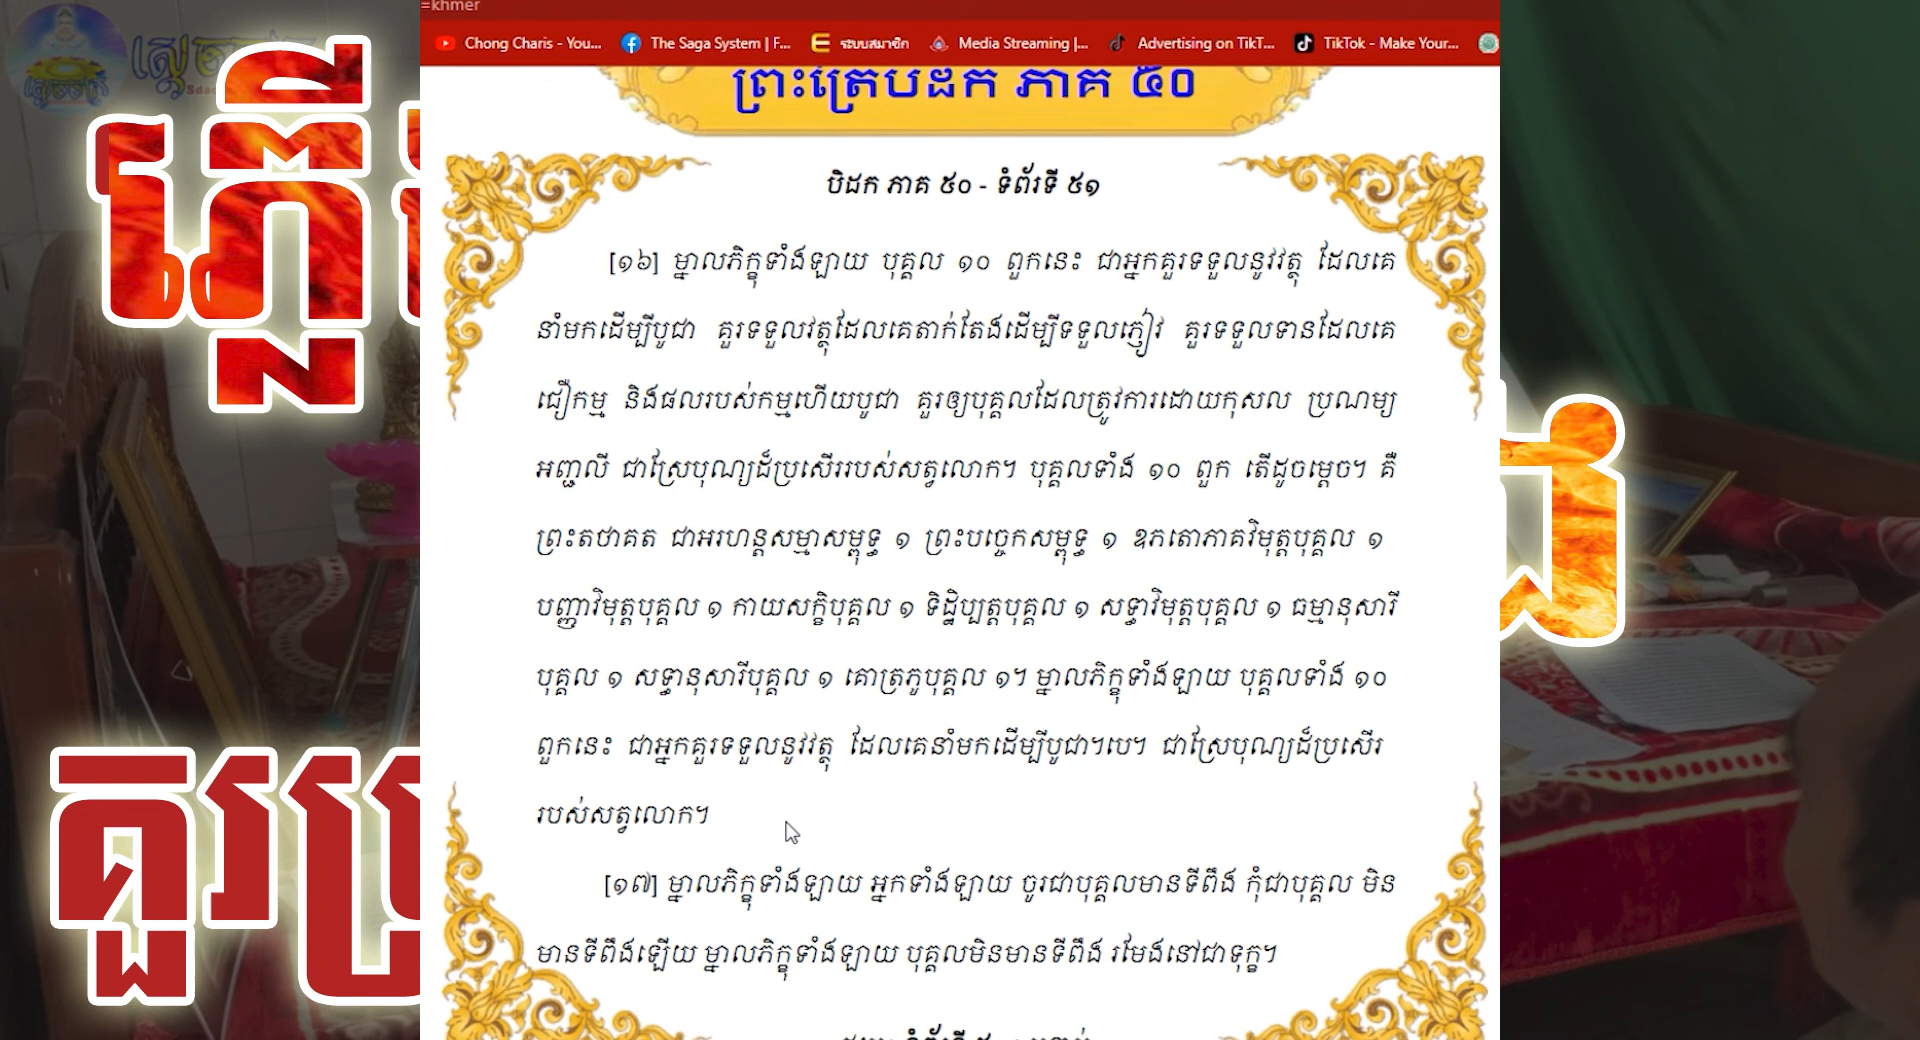 =khmer
Chong Charis - You...
The Saga System | F...
ระบบสมาชิก
Media Streaming |...
Advertising on TikT...
TikTok - Make Your...
ព្រះត្រៃបិដក ភាគ ៥០
បិដក ភាគ ៥០ - ទំព័រទី ៥១
[១៦] ម្នាលភិក្ខុទាំងឡាយ បុគ្គល ១០ ពួកនេះ ជាអ្នកគួរទទួលនូវវត្ថុ ដែលគេ
នាំមកដើម្បីបូជា គួរទទួលវត្ថុដែលគេតាក់តែងដើម្បីទទួលភ្ញៀវ គួរទទួលទានដែលគេ
ជឿកម្ម និងផលរបស់កម្មហើយបូជា គួរឲ្យបុគ្គលដែលត្រូវការដោយកុសល ប្រណម្យ
អញ្ជលី ជាស្រែបុណ្យដ៏ប្រសើររបស់សត្វលោក។ បុគ្គលទាំង ១០ ពួក តើដូចម្តេច។ គឺ
ព្រះតថាគត ជាអរហន្តសម្មាសម្ពុទ្ធ ១ ព្រះបច្ចេកសម្ពុទ្ធ ១ ឧភតោភាគវិមុត្តបុគ្គល ១
បញ្ញាវិមុត្តបុគ្គល ១ កាយសក្ខិបុគ្គល ១ ទិដ្ឋិប្បត្តបុគ្គល ១ សទ្ធាវិមុត្តបុគ្គល ១ ធម្មានុសារី
បុគ្គល ១ សទ្ធានុសារីបុគ្គល ១ គោត្រភូបុគ្គល ១។ ម្នាលភិក្ខុទាំងឡាយ បុគ្គលទាំង ១០
ពួកនេះ ជាអ្នកគួរទទួលនូវវត្ថុ ដែលគេនាំមកដើម្បីបូជា។បេ។ ជាស្រែបុណ្យដ៏ប្រសើរ
របស់សត្វលោក។
[១៧] ម្នាលភិក្ខុទាំងឡាយ អ្នកទាំងឡាយ ចូរជាបុគ្គលមានទីពឹង កុំជាបុគ្គល មិន
មានទីពឹងឡើយ ម្នាលភិក្ខុទាំងឡាយ បុគ្គលមិនមានទីពឹង រមែងនៅជាទុក្ខ។